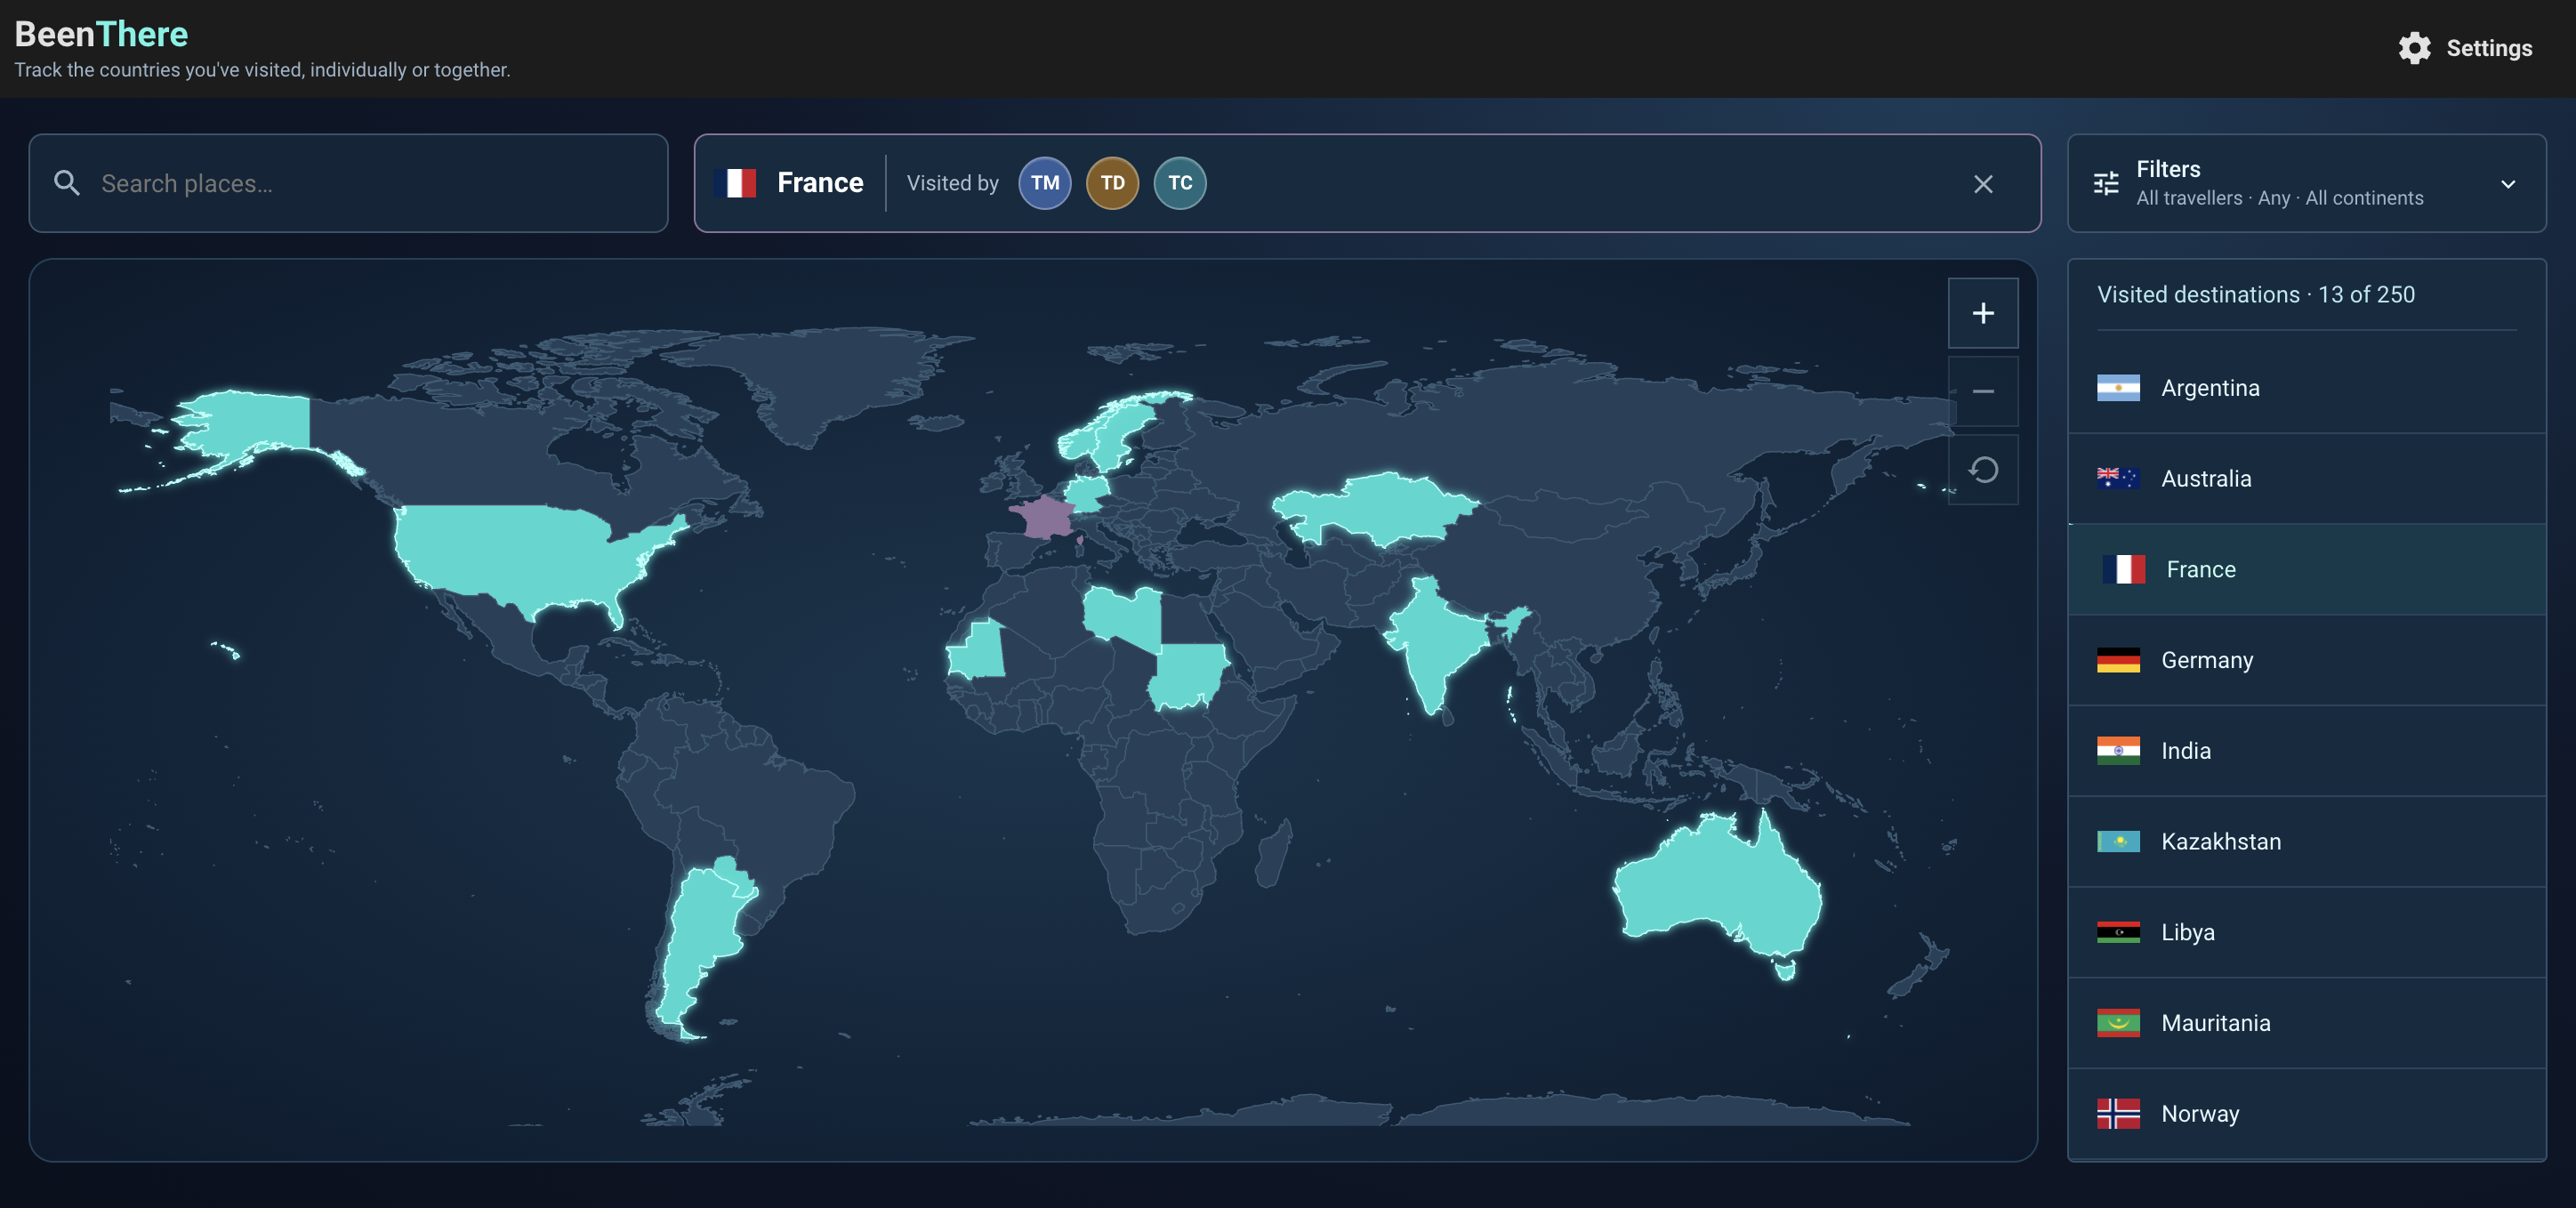 BeenThere
Track the countries you've visited, individually or together.
Settings
Search places...
France
Visited by
TM
TD
TC
Filters
All travellers · Any · All continents
Visited destinations · 13 of 250
Argentina
Australia
France
Germany
India
Kazakhstan
Libya
Mauritania
Norway